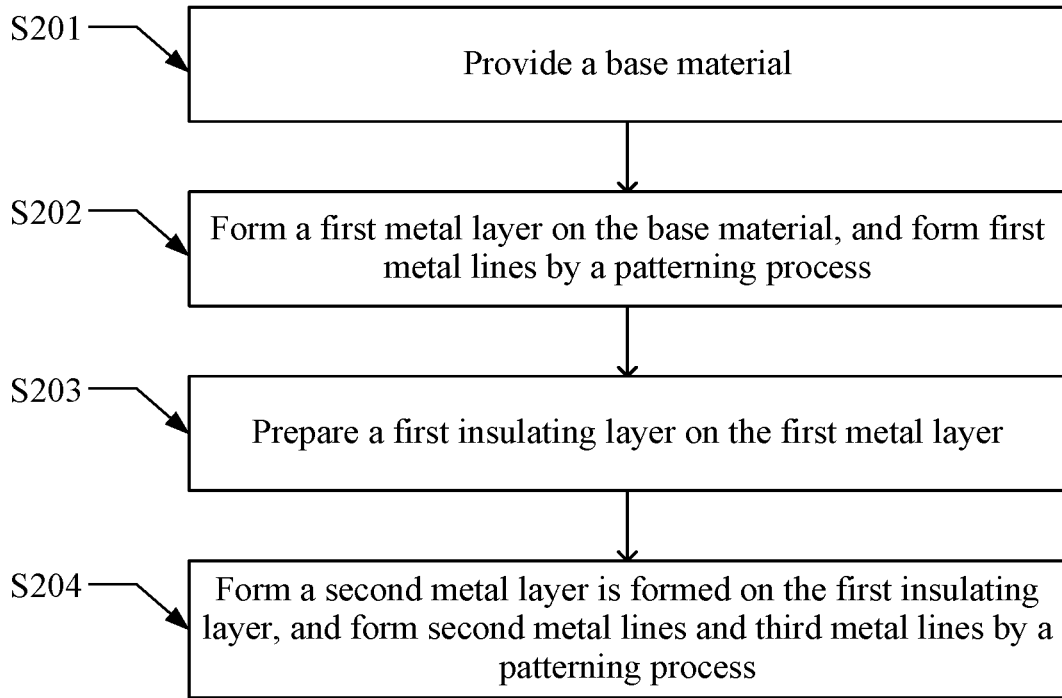 S201
Provide a base material
S202
Form a first metal layer on the base material, and form first
metal lines by a patterning process
S203
Prepare a first insulating layer on the first metal layer
S204
Form a second metal layer is formed on the first insulating
layer, and form second metal lines and third metal lines by a
patterning process